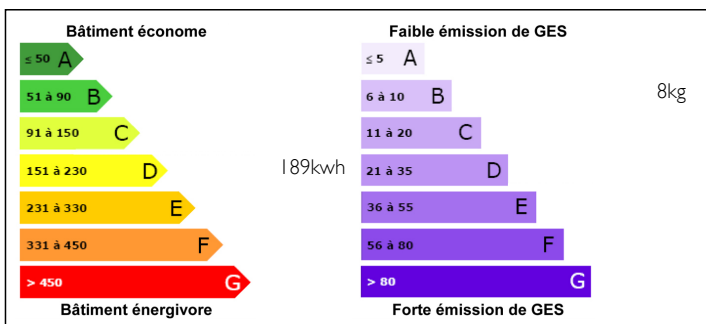 Bâtiment économe
≤ 50 A
51 à 90 B
91 à 150 C
151 à 230 D
231 à 330 E
331 à 450 F
> 450 G
Bâtiment énergivore
189kwh
Faible émission de GES
≤ 5 A
6 à 10 B
11 à 20 C
21 à 35 D
36 à 55 E
56 à 80 F
> 80 G
Forte émission de GES
8kg